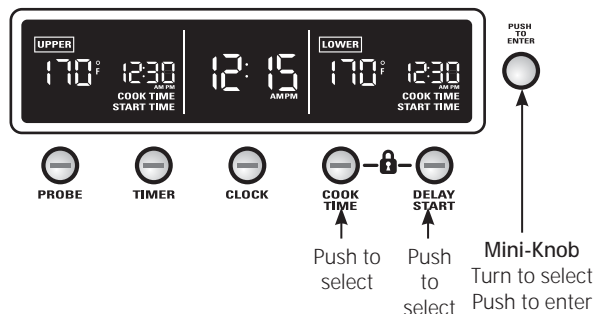 UPPER
170°F
12:30
AM PM
COOK TIME
START TIME
12:15
AM PM
LOWER
170°F
12:30
AM PM
COOK TIME
START TIME
PUSH
TO
ENTER
PROBE
TIMER
CLOCK
COOK
TIME
DELAY
START
Push to
select
Push
to
select
Mini-Knob
Turn to select
Push to enter